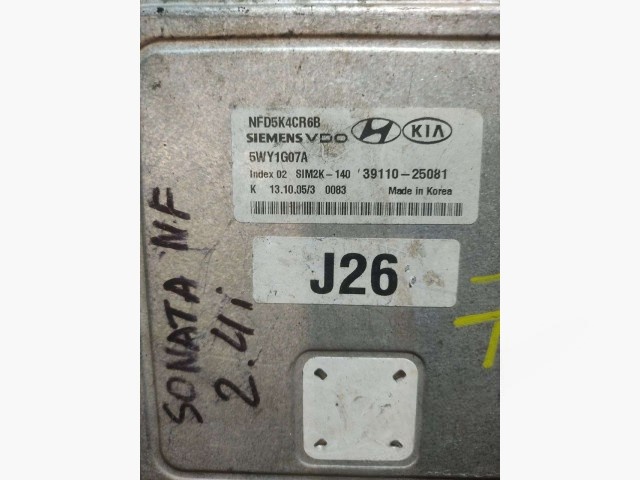 NFD5K4CR6B
SIEMENS VDO KIA
5WY1G07A
Index 02 SIM2K-140 39110-25081
K 13.10.05/3 0083 Made in Korea
J26
SONATA NF
2.4i